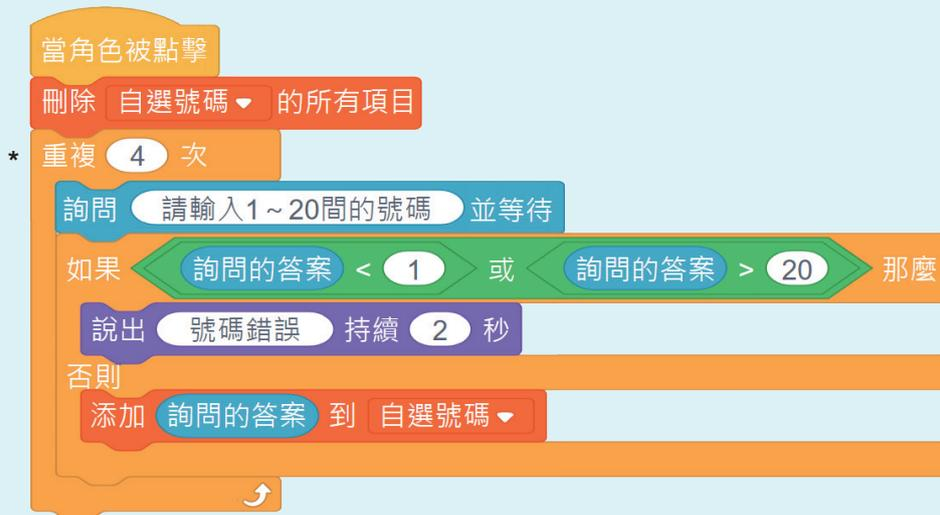 當角色被點擊
刪除 自選號碼 的所有項目
* 重複 4 次
詢問 請輸入1~20間的號碼 並等待
如果 詢問的答案 < 1 或 詢問的答案 > 20 那麼
說出 號碼錯誤 持續 2 秒
否則
添加 詢問的答案 到 自選號碼